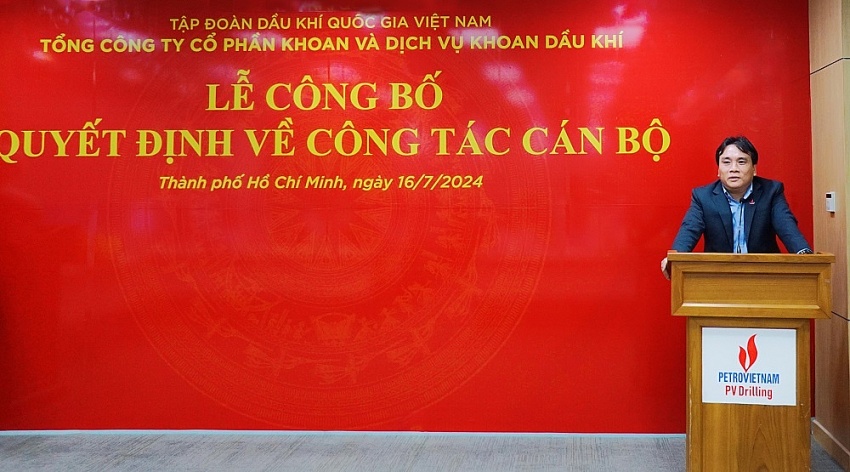 TẬP ĐOÀN DẦU KHÍ QUỐC GIA VIỆT NAM
TỔNG CÔNG TY CỔ PHẦN KHOAN VÀ DỊCH VỤ KHOAN DẦU KHÍ
LỄ CÔNG BỐ
QUYẾT ĐỊNH VỀ CÔNG TÁC CÁN BỘ
Thành phố Hồ Chí Minh, ngày 16/7/2024
PETROVIETNAM
PV Drilling